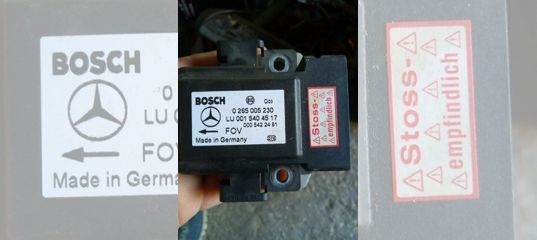 BOSCH
0 265 005 230
LU 001 540 45 17
000 542 24 91
FOV
Made in Germany
Stoss-
empfindlich
BOSCH
0
LU 0
FOV
Made in Germa
Stoss-
empfindlich